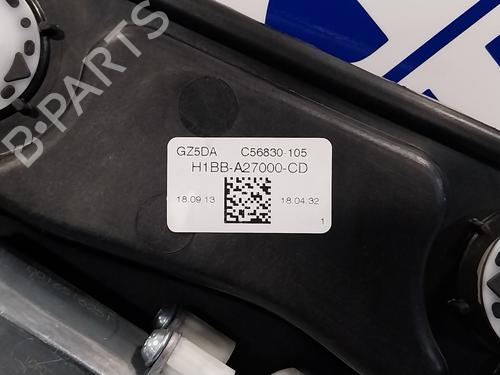 B-PARTS
GZ5DA C56830-105
H1BB-A27000-CD
18.09.13 18.04.32
1